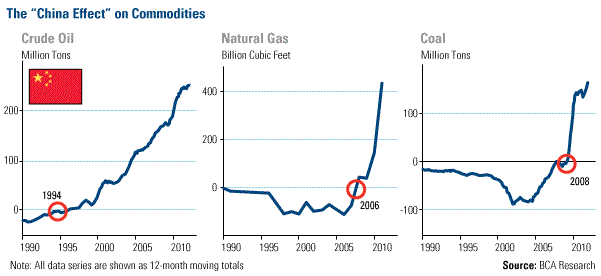 The “China Effect” on Commodities
Crude Oil
Million Tons
200
100
0
1994
1990 1995 2000 2005 2010
Natural Gas
Billion Cubic Feet
400
200
0
2006
1990 1995 2000 2005 2010
Coal
Million Tons
100
0
-100
2008
1990 1995 2000 2005 2010
Note: All data series are shown as 12-month moving totals
Source: BCA Research